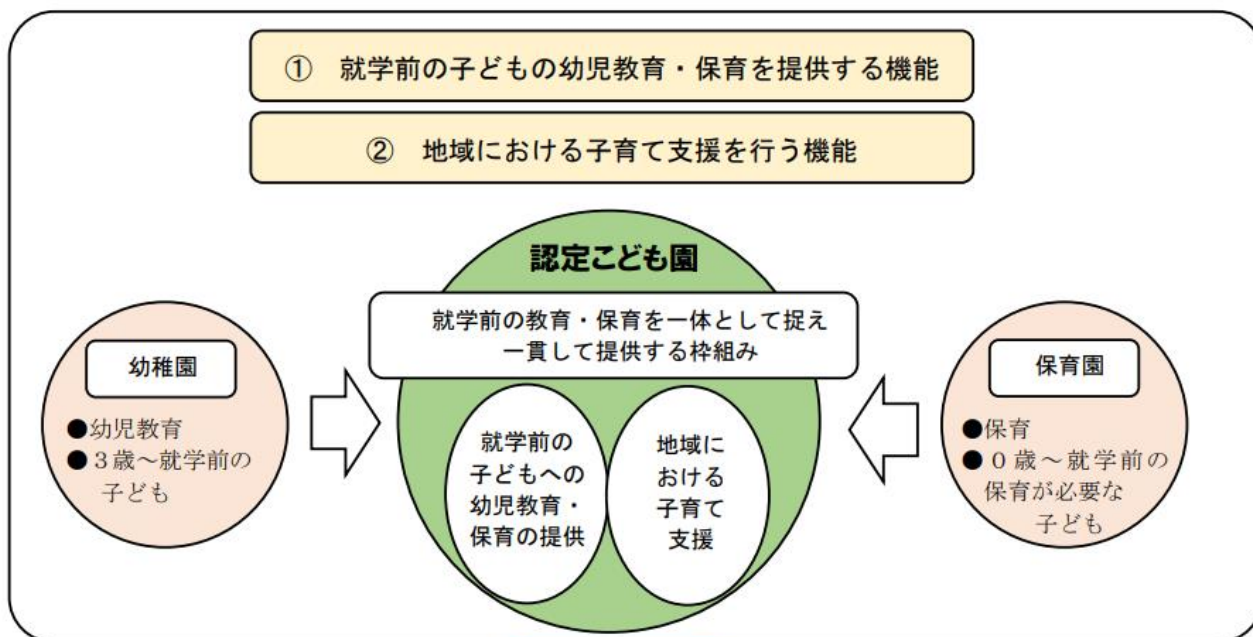 ① 就学前の子どもの幼児教育・保育を提供する機能
② 地域における子育て支援を行う機能
認定こども園
就学前の教育・保育を一体として捉え
一貫して提供する枠組み
幼稚園
●幼児教育
●３歳～就学前の
子ども
就学前の
子どもへの
幼児教育・
保育の提供
地域に
おける
子育て
支援
保育園
●保育
●０歳～就学前の
保育が必要な
子ども